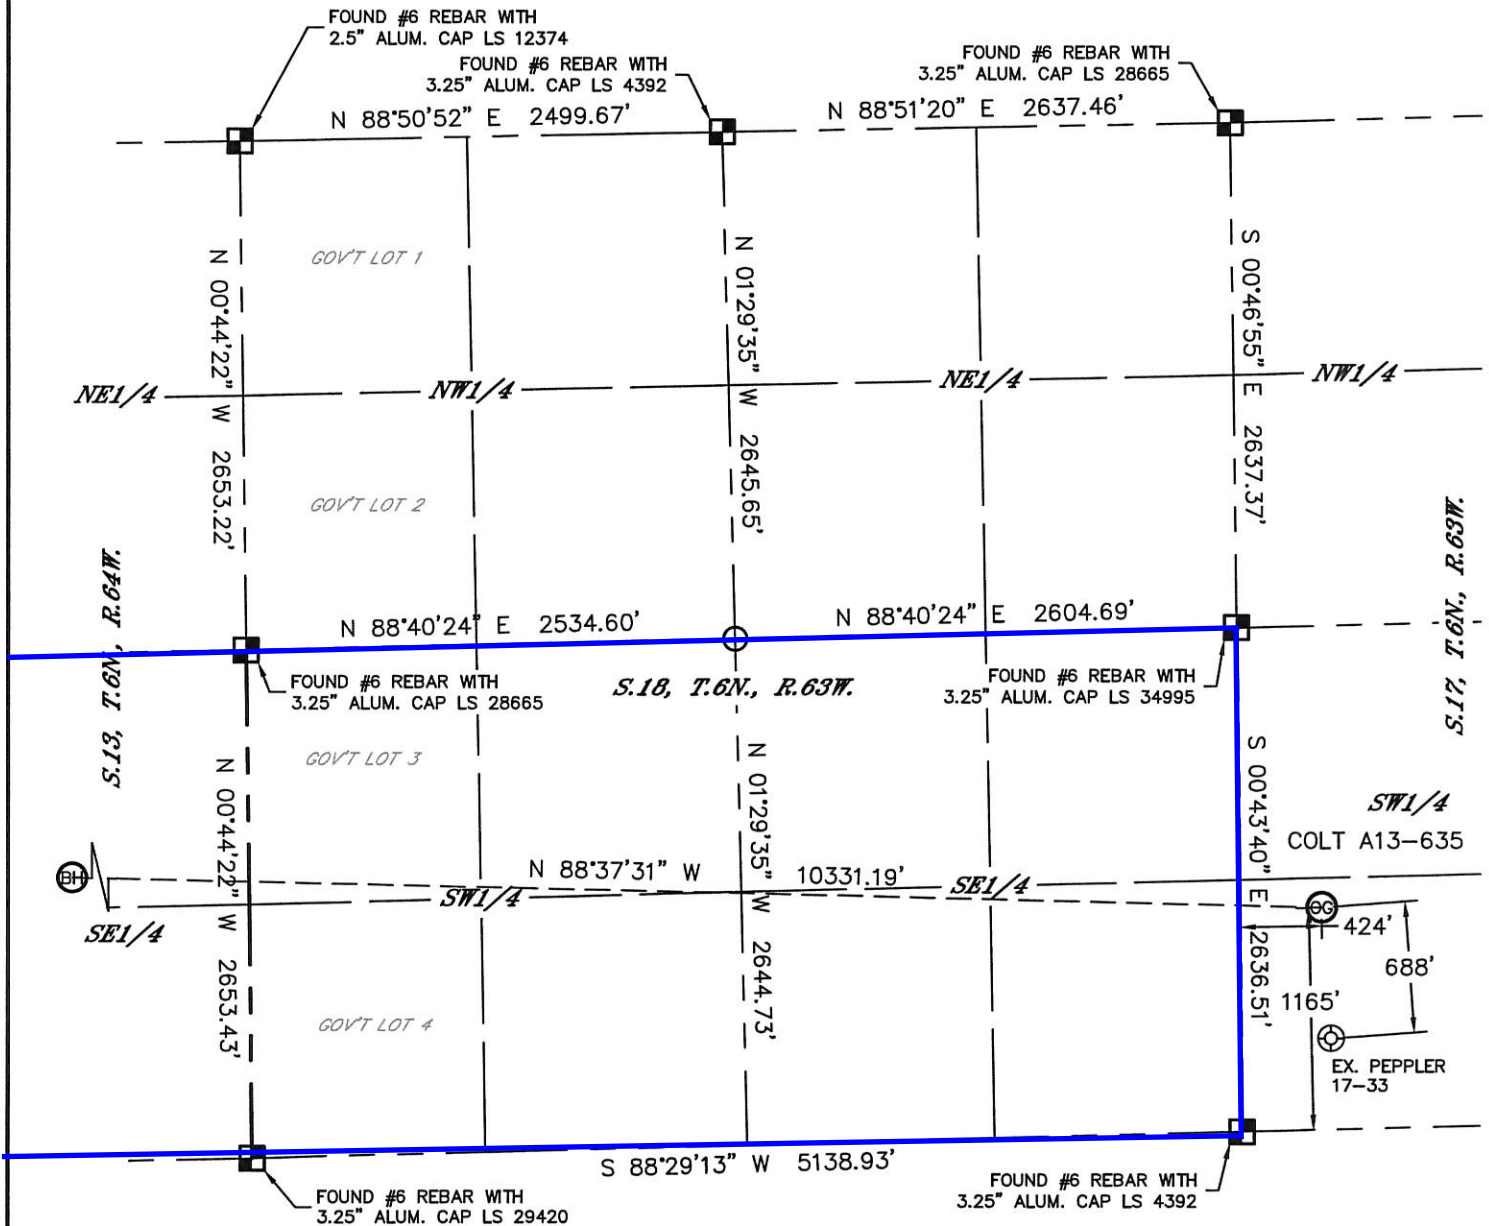 FOUND #6 REBAR WITH
2.5" ALUM. CAP LS 12374
FOUND #6 REBAR WITH
3.25" ALUM. CAP LS 4392
FOUND #6 REBAR WITH
3.25" ALUM. CAP LS 28665
N 88°50'52" E 2499.67'
N 88°51'20" E 2637.46'
GOV'T LOT 1
N 00°44'22" W 2653.22'
N 01°29'35" W 2645.65'
S 00°46'55" E 2637.37'
NE1/4
NW1/4
NE1/4
NW1/4
GOV'T LOT 2
S.13, T.6N., R.64W.
S.17, T.6N., R.63W.
N 88°40'24" E 2534.60'
N 88°40'24" E 2604.69'
FOUND #6 REBAR WITH
3.25" ALUM. CAP LS 28665
S.18, T.6N., R.63W.
FOUND #6 REBAR WITH
3.25" ALUM. CAP LS 34995
GOV'T LOT 3
N 00°44'22" W 2653.43'
N 01°29'35" W 2644.73'
S 00°43'40" E 2636.51'
SW1/4
COLT A13-635
BH
N 88°37'31" W 10331.19'
SW1/4
SE1/4
SE1/4
OG
424'
688'
1165'
GOV'T LOT 4
EX. PEPPLER
17-33
S 88°29'13" W 5138.93'
FOUND #6 REBAR WITH
3.25" ALUM. CAP LS 29420
FOUND #6 REBAR WITH
3.25" ALUM. CAP LS 4392